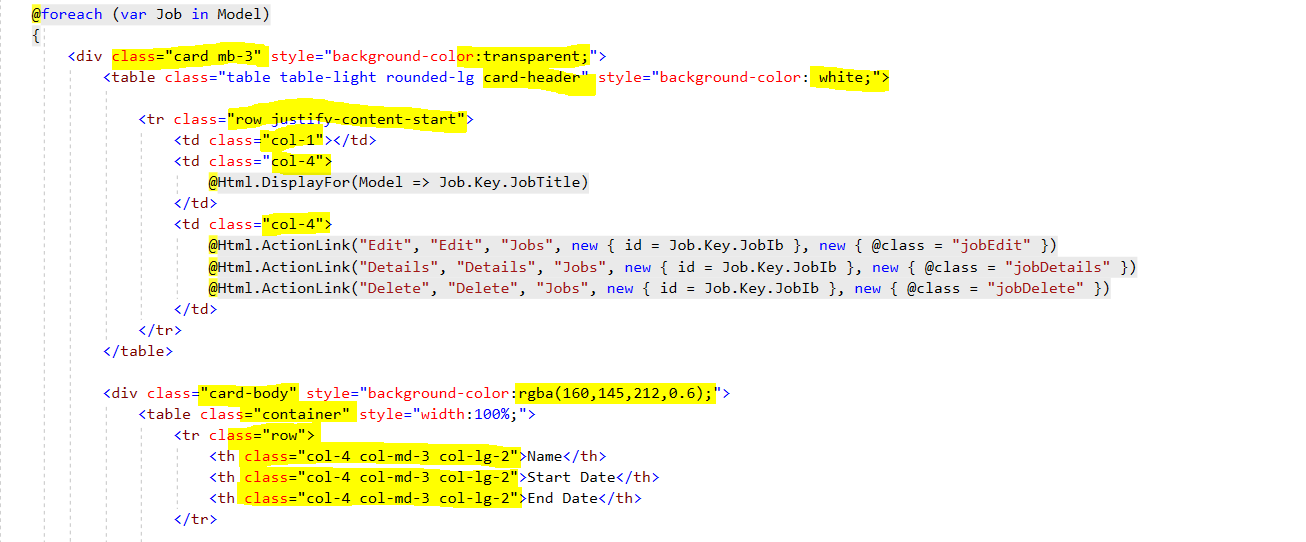 @foreach (var Job in Model)
{
<div class="card mb-3" style="background-color:transparent;">
<table class="table table-light rounded-lg card-header" style="background-color: white;">
<tr class="row justify-content-start">
<td class="col-1"></td>
<td class="col-4">
@Html.DisplayFor(Model => Job.Key.JobTitle)
</td>
<td class="col-4">
@Html.ActionLink("Edit", "Edit", "Jobs", new { id = Job.Key.JobIb }, new { @class = "jobEdit" })
@Html.ActionLink("Details", "Details", "Jobs", new { id = Job.Key.JobIb }, new { @class = "jobDetails" })
@Html.ActionLink("Delete", "Delete", "Jobs", new { id = Job.Key.JobIb }, new { @class = "jobDelete" })
</td>
</tr>
</table>
<div class="card-body" style="background-color:rgba(160,145,212,0.6);">
<table class="container" style="width:100%;">
<tr class="row">
<th class="col-4 col-md-3 col-lg-2">Name</th>
<th class="col-4 col-md-3 col-lg-2">Start Date</th>
<th class="col-4 col-md-3 col-lg-2">End Date</th>
</tr>